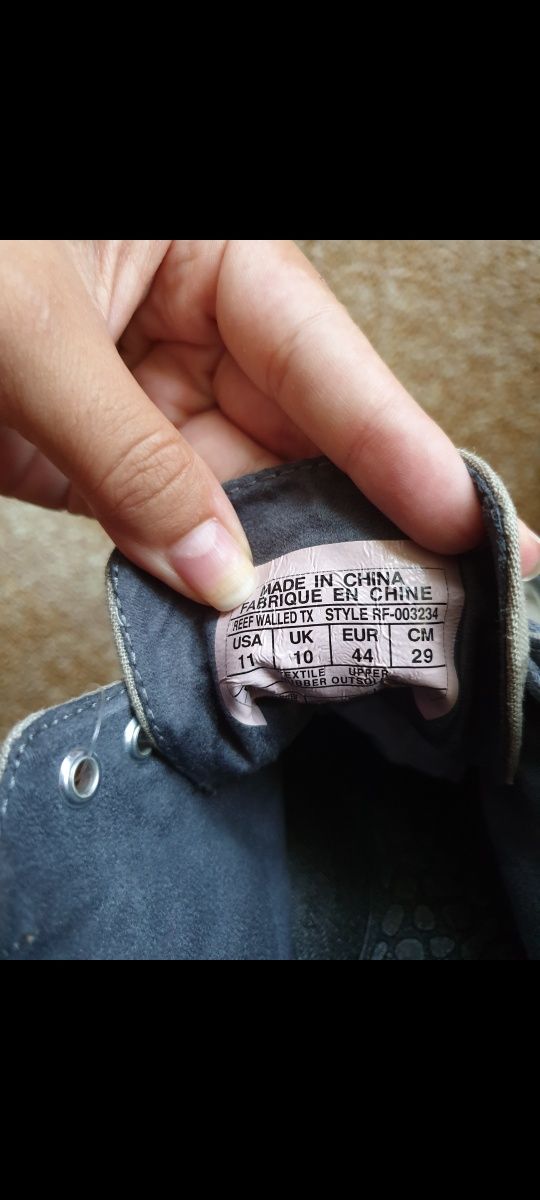 MADE IN CHINA
FABRIQUE EN CHINE
REEF WALLED TX STYLE RF-003234
USA UK EUR CM
11 10 44 29
UPPER
OUTSOLE